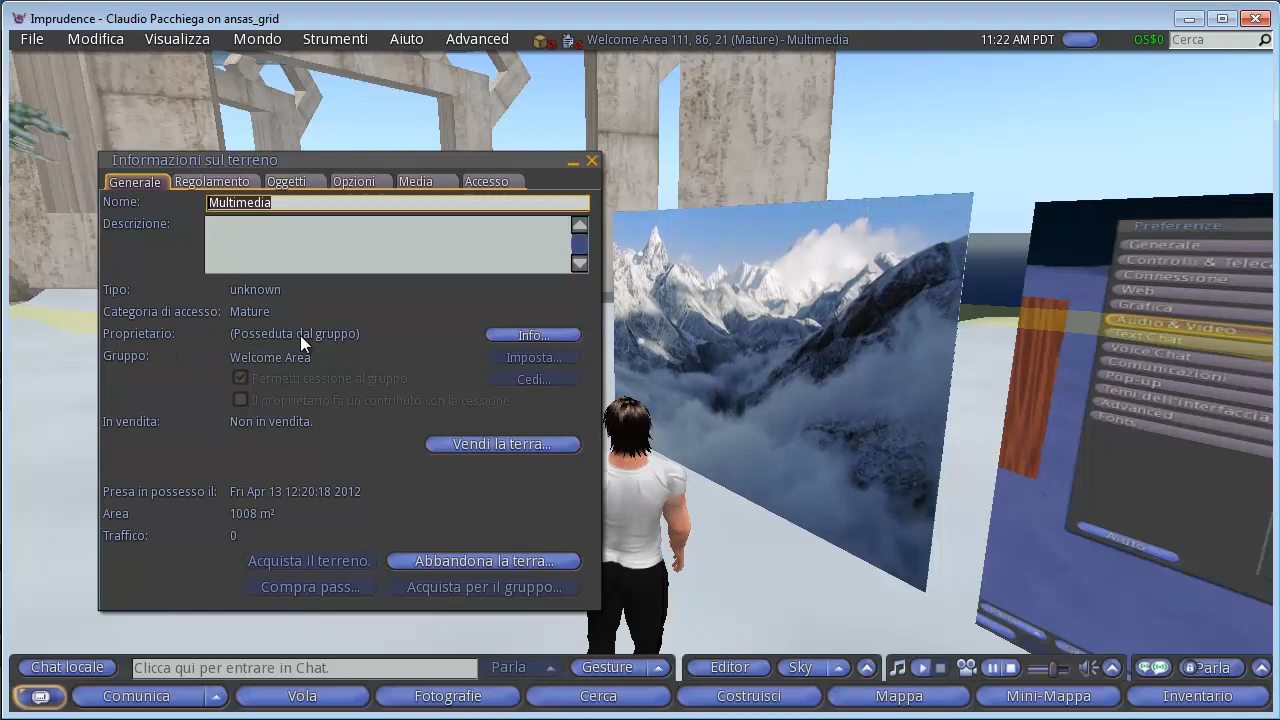 Imprudence - Claudio Pacchiega on ansas_grid
File Modifica Visualizza Mondo Strumenti Aiuto Advanced Welcome Area 111, 86, 21 (Mature) - Multimedia 11:22 AM PDT OS$0 Cerca
Informazioni sul terreno
Generale Regolamento Oggetti Opzioni Media Accesso
Nome: Multimedia
Descrizione:
Tipo: unknown
Categoria di accesso: Mature
Proprietario: (Posseduta dal gruppo) Info...
Gruppo: Welcome Area Imposta...
Permetti cessione al gruppo Cedi...
Il proprietario fa un contributo con la cessione
In vendita: Non in vendita.
Vendi la terra...
Presa in possesso il: Fri Apr 13 12:20:18 2012
Area 1008 m²
Traffico: 0
Acquista il terreno. Abbandona la terra...
Compra pass... Acquista per il gruppo...
Preferenze
Generale
Controlli &
Connessione
Web
Grafica
Audio & Video
Text Chat
Voice Chat
Comunicazioni
Pop-up
Temi dell'interfaccia
Advanced
Fonts
Aiuto
Chat locale Clicca qui per entrare in Chat. Parla Gesture Editor Sky Parla
Comunica Vola Fotografie Cerca Costruisci Mappa Mini-Mappa Inventario